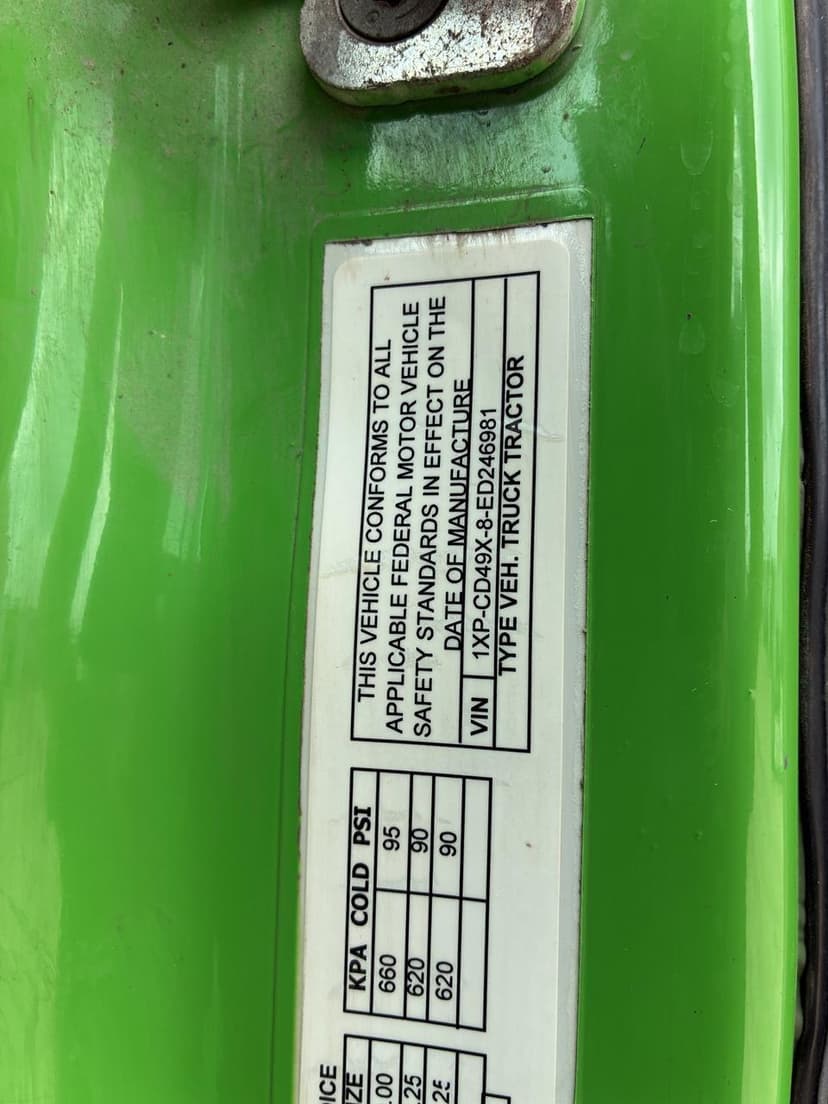 THIS VEHICLE CONFORMS TO ALL
APPLICABLE FEDERAL MOTOR VEHICLE
SAFETY STANDARDS IN EFFECT ON THE
DATE OF MANUFACTURE
VIN 1XP-CD49X-8-ED246981
TYPE VEH. TRUCK TRACTOR
KPA COLD PSI
660 95
620 90
620 90